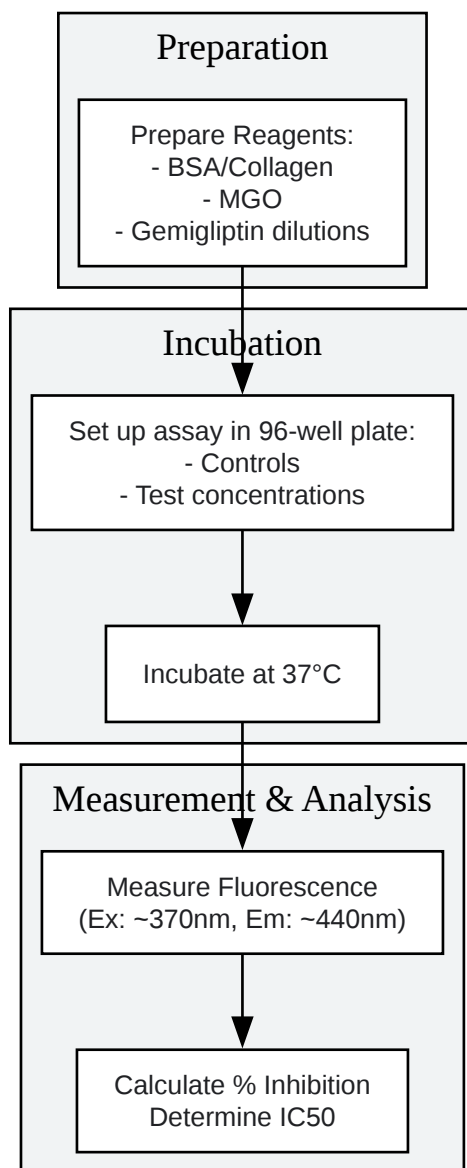 Preparation
Prepare Reagents:
- BSA/Collagen
- MGO
- Gemigliptin dilutions
Incubation
Set up assay in 96-well plate:
- Controls
- Test concentrations
Incubate at 37°C
Measurement & Analysis
Measure Fluorescence
(Ex: ~370nm, Em: ~440nm)
Calculate % Inhibition
Determine IC50